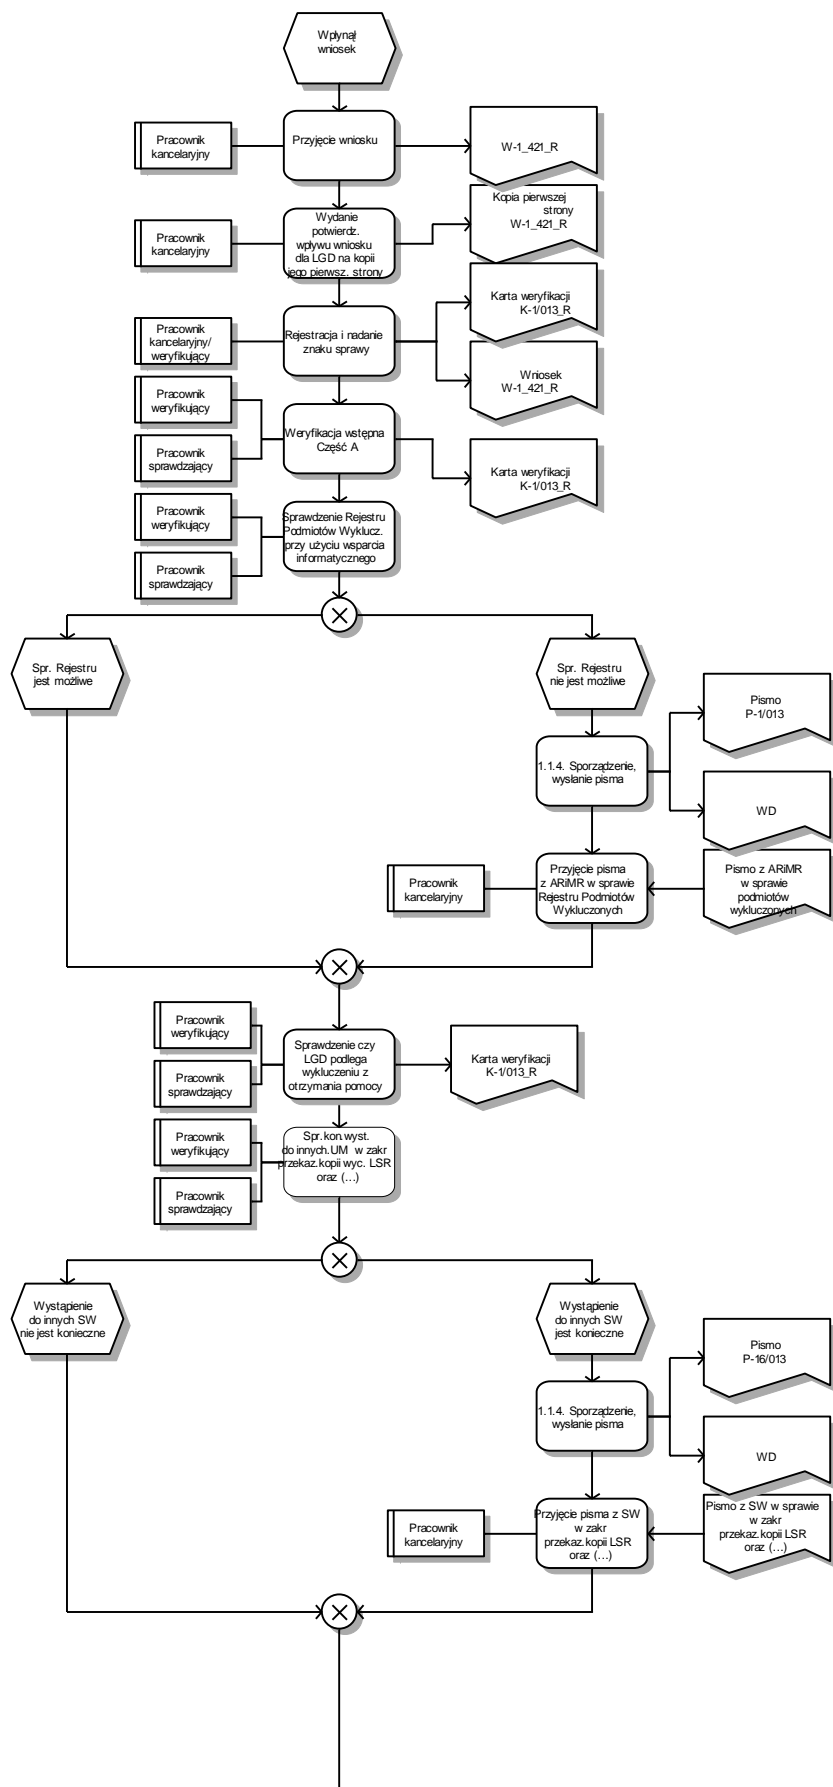 Wpłynął
wniosek
Pracownik
kancelaryjny
Przyjęcie wniosku
W-1_421_R
Pracownik
kancelaryjny
Wydanie
potwierdz.
wpływu wniosku
dla LGD na kopii
jego pierwsz. strony
Kopia pierwszej
strony
W-1_421_R
Pracownik
kancelaryjny/
weryfikujący
Rejestracja i nadanie
znaku sprawy
Karta weryfikacji
K-1/013_R
Wniosek
W-1_421_R
Pracownik
weryfikujący
Pracownik
sprawdzający
Weryfikacja wstępna
Część A
Karta weryfikacji
K-1/013_R
Pracownik
weryfikujący
Pracownik
sprawdzający
Sprawdzenie Rejestru
Podmiotów Wyklucz.
przy użyciu wsparcia
informatycznego
Spr. Rejestru
jest możliwe
Spr. Rejestru
nie jest możliwe
Pismo
P-1/013
1.1.4. Sporządzenie,
wysłanie pisma
WD
Pracownik
kancelaryjny
Przyjęcie pisma
z ARiMR w sprawie
Rejestru Podmiotów
Wykluczonych
Pismo z ARiMR
w sprawie
podmiotów
wykluczonych
Pracownik
weryfikujący
Pracownik
sprawdzający
Sprawdzenie czy
LGD podlega
wykluczeniu z
otrzymania pomocy
Karta weryfikacji
K-1/013_R
Pracownik
weryfikujący
Pracownik
sprawdzający
Spr.kon.wyst.
do innych.UM w zakr
przekaz.kopii wyc. LSR
oraz (...)
Wystąpienie
do innych SW
nie jest konieczne
Wystąpienie
do innych SW
jest konieczne
Pismo
P-16/013
1.1.4. Sporządzenie,
wysłanie pisma
WD
Pracownik
kancelaryjny
Przyjęcie pisma z SW
w zakr
przekaz.kopii LSR
oraz (...)
Pismo z SW w sprawie
w zakr
przekaz.kopii LSR
oraz (...)